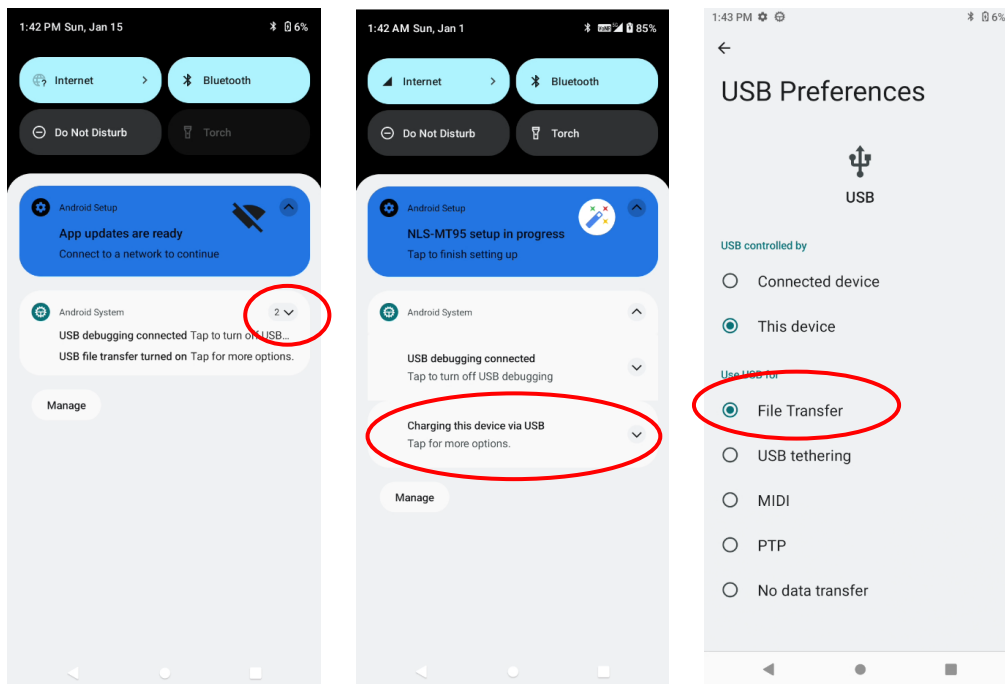 1:42 PM Sun, Jan 15 6%
Internet Bluetooth
Do Not Disturb Torch
Android Setup
App updates are ready
Connect to a network to continue
Android System 2
USB debugging connected Tap to turn off USB...
USB file transfer turned on Tap for more options.
Manage
1:42 AM Sun, Jan 1 85%
Internet Bluetooth
Do Not Disturb Torch
Android Setup
NLS-MT95 setup in progress
Tap to finish setting up
Android System
USB debugging connected
Tap to turn off USB debugging
Charging this device via USB
Tap for more options.
Manage
1:43 PM 6%
USB Preferences
USB
USB controlled by
Connected device
This device
Use USB for
File Transfer
USB tethering
MIDI
PTP
No data transfer